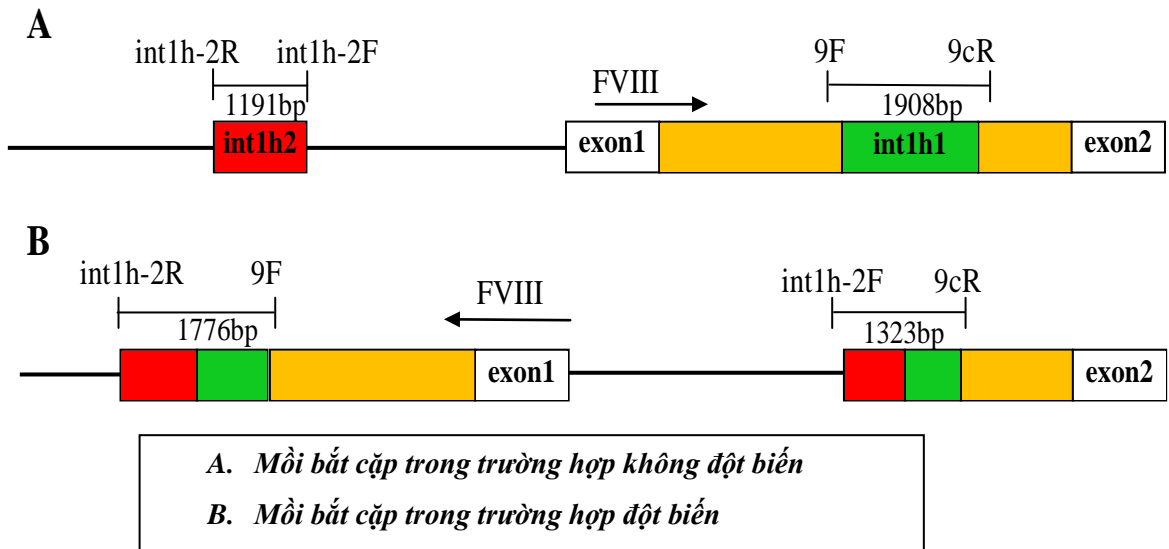 A
int1h-2R int1h-2F 9F 9cR
1191bp FVIII 1908bp
int1h2 exon1 int1h1 exon2
B
int1h-2R 9F FVIII int1h-2F 9cR
1776bp 1323bp
exon1 exon2
A. Mồi bắt cặp trong trường hợp không đột biến
B. Mồi bắt cặp trong trường hợp đột biến